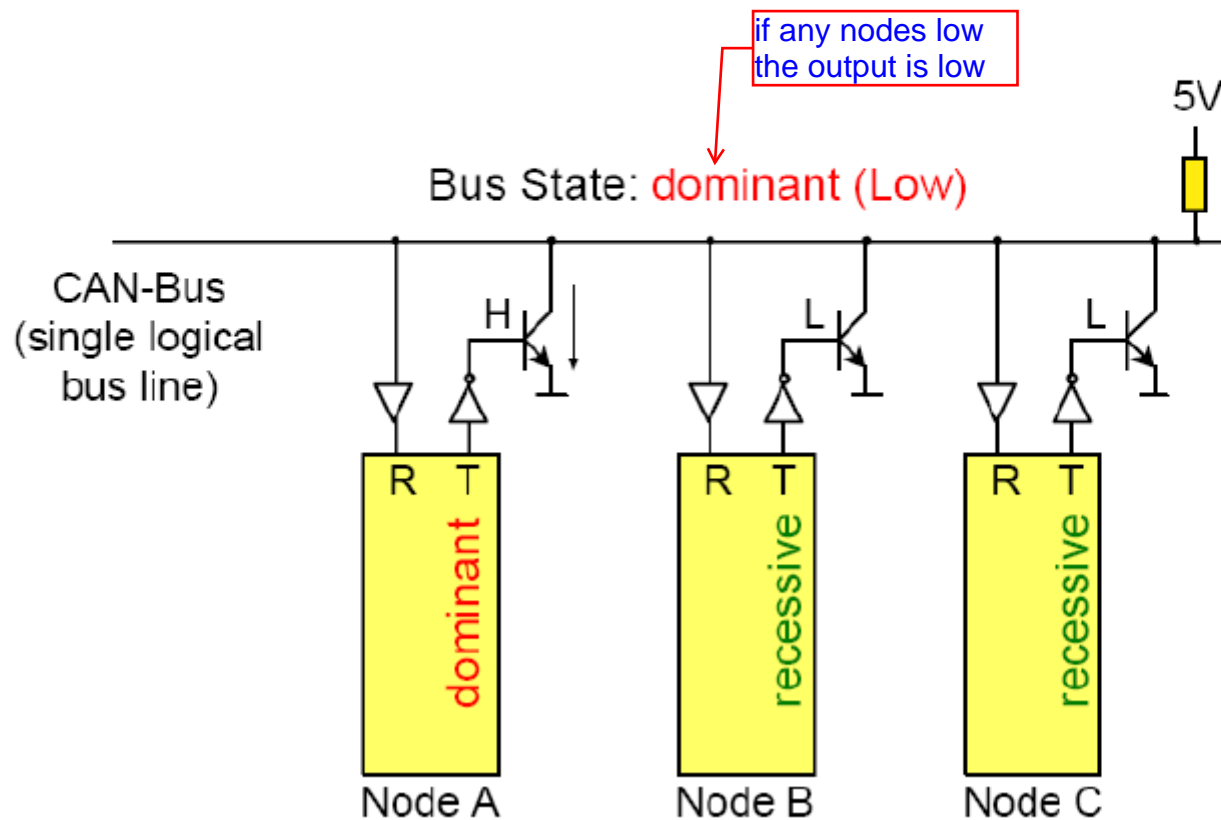 if any nodes low
the output is low
5V
Bus State: dominant (Low)
CAN-Bus
(single logical
bus line)
H
L
L
R T
R T
R T
dominant
recessive
recessive
Node A
Node B
Node C